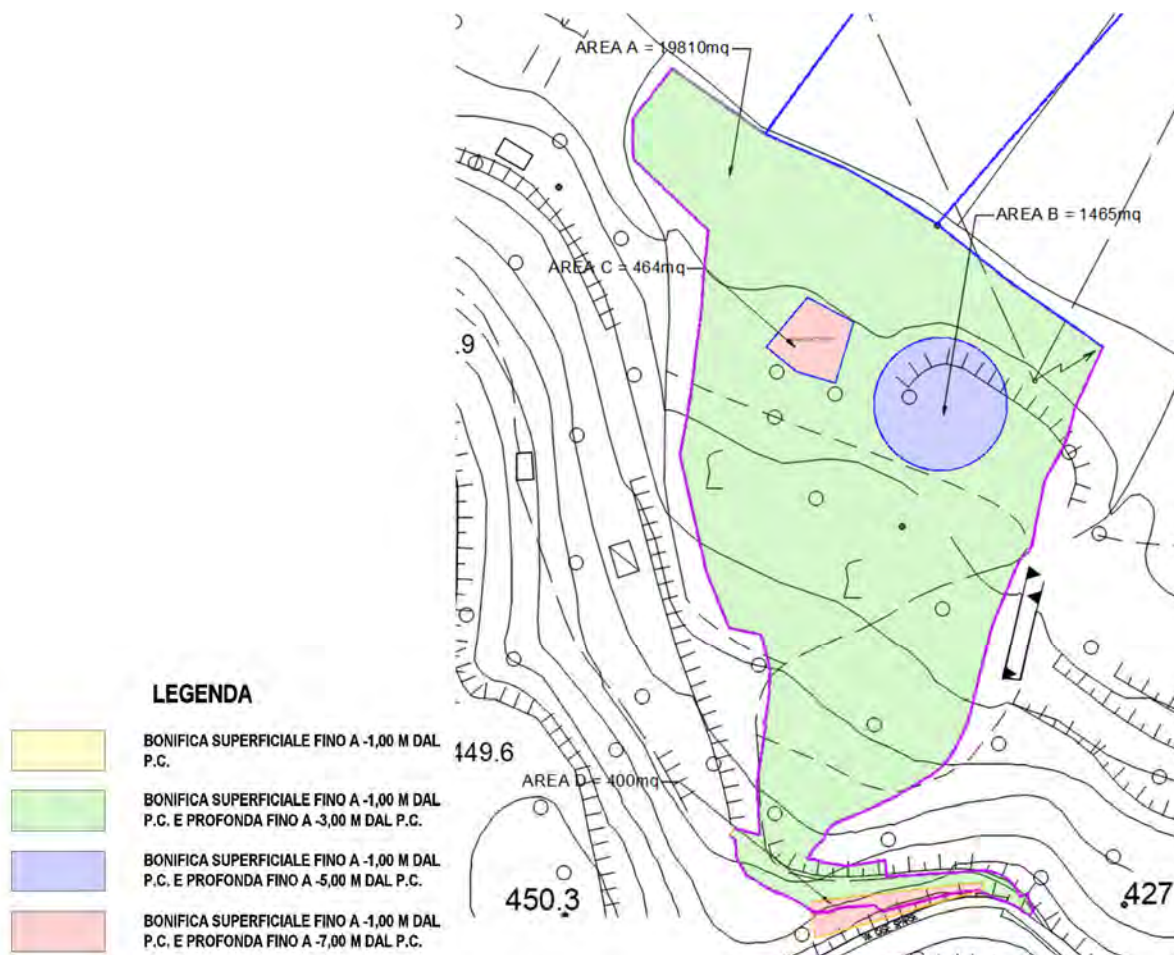 AREA A = 19810mq
AREA B = 1465mq
AREA C = 464mq
.9
LEGENDA
BONIFICA SUPERFICIALE FINO A -1,00 M DAL
P.C.
449.6
AREA D = 400mq
BONIFICA SUPERFICIALE FINO A -1,00 M DAL
P.C. E PROFONDA FINO A -3,00 M DAL P.C.
BONIFICA SUPERFICIALE FINO A -1,00 M DAL
P.C. E PROFONDA FINO A -5,00 M DAL P.C.
450.3
427
BONIFICA SUPERFICIALE FINO A -1,00 M DAL
P.C. E PROFONDA FINO A -7,00 M DAL P.C.